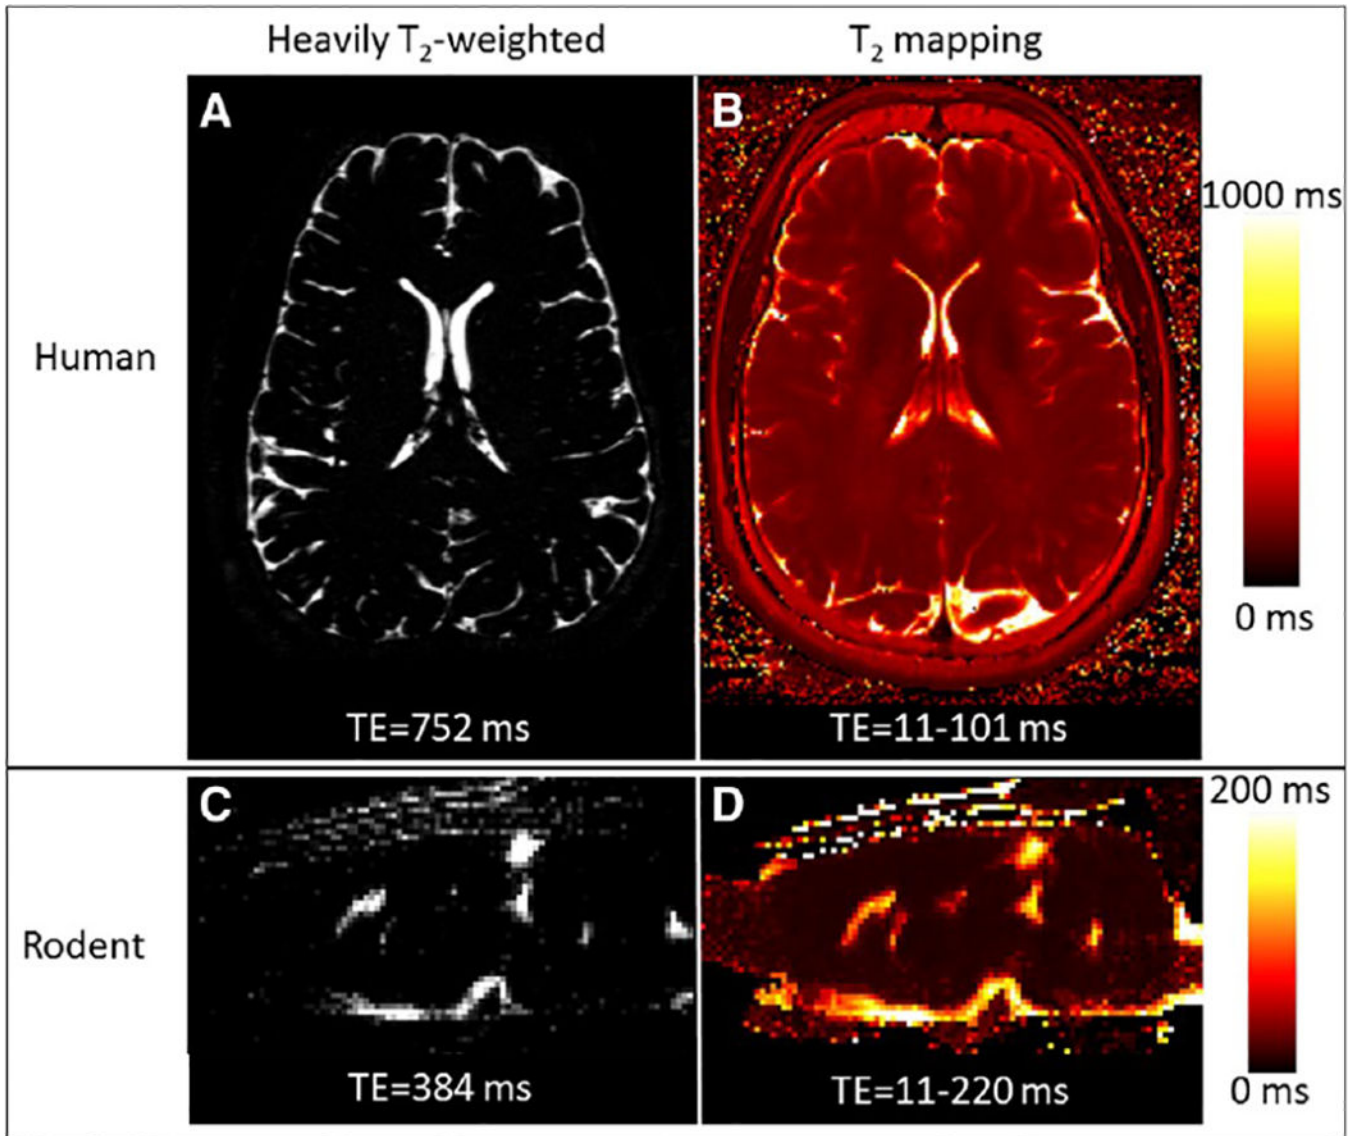 Heavily T₂-weighted
T₂ mapping
Human
A
B
1000 ms
0 ms
TE=752 ms
TE=11-101 ms
Rodent
C
D
200 ms
0 ms
TE=384 ms
TE=11-220 ms